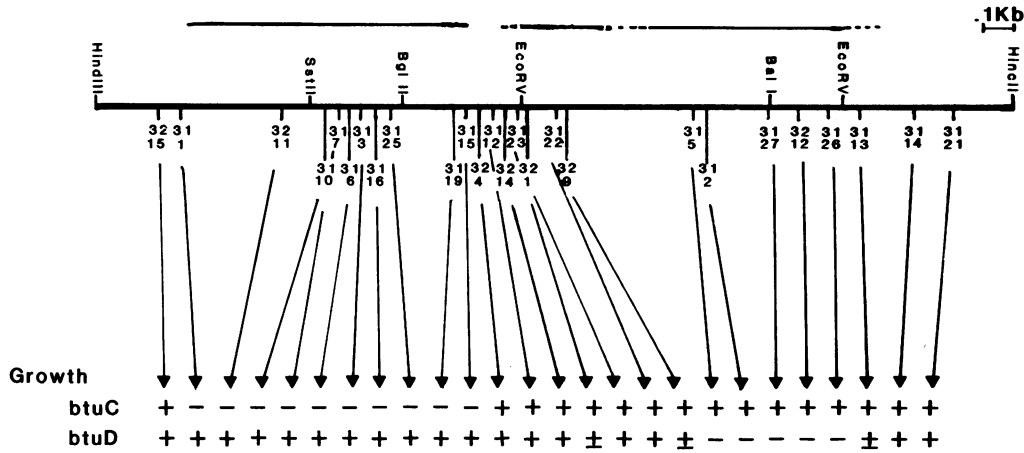 .1Kb
HindIII
SstII
Bgl II
EcoRV
Bal I
EcoRV
HincII
32 31 32 31 31 31 31 31 31 31 31 31 32 31 31 31 31
15 1 11 7 3 25 15 12 23 22 5 27 12 26 13 14 21
31 31 31 31 32 32 32 32 31
10 6 16 19 4 14 1 9 2
Growth
btuC + − − − − − − − − − − + + + + + + + + + + + + + + +
btuD + + + + + + + + + + + + + + ± + + ± − − − − − ± + +